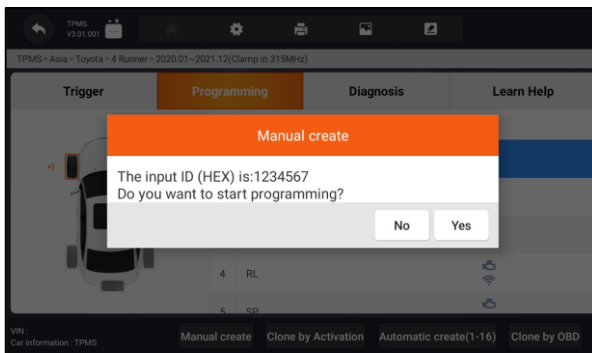 TPMS
V3.01.001
TPMS > Asia > Toyota > 4 Runner > 2020.01~2021.12(Clamp in 315MHz)
Trigger Programming Diagnosis Learn Help
Manual create
The input ID (HEX) is:1234567
Do you want to start programming?
No Yes
4 RL
5 SP
VIN :
Car Information : TPMS
Manual create Clone by Activation Automatic create(1-16) Clone by OBD